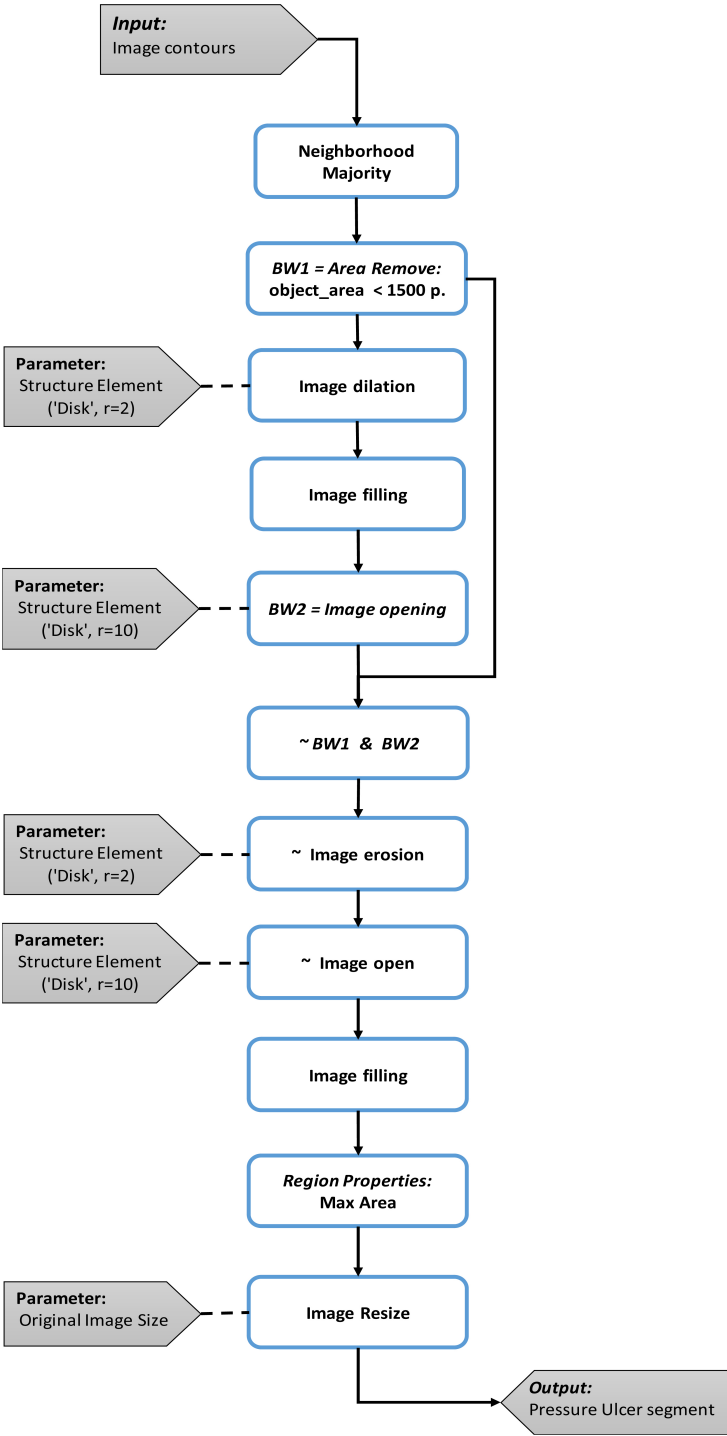 Input:
Image contours
Neighborhood
Majority
BW1 = Area Remove:
object_area < 1500 p.
Parameter:
Structure Element
('Disk', r=2)
Image dilation
Image filling
Parameter:
Structure Element
('Disk', r=10)
BW2 = Image opening
~ BW1 & BW2
Parameter:
Structure Element
('Disk', r=2)
~ Image erosion
Parameter:
Structure Element
('Disk', r=10)
~ Image open
Image filling
Region Properties:
Max Area
Parameter:
Original Image Size
Image Resize
Output:
Pressure Ulcer segment